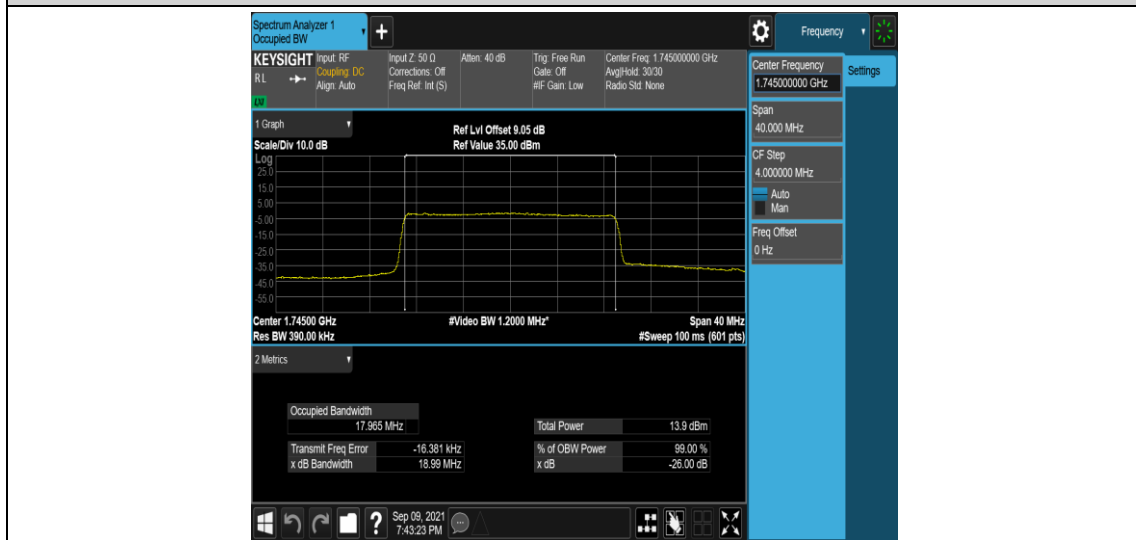 Spectrum Analyzer 1
Occupied BW
+
Frequency
KEYSIGHT
RL
Input: RF
Coupling: DC
Align: Auto
Input Z: 50 Ω
Corrections: Off
Freq Ref: Int (S)
Atten: 40 dB
Trig: Free Run
Gate: Off
#IF Gain: Low
Center Freq: 1.745000000 GHz
Avg|Hold: 30/30
Radio Std: None
Center Frequency
1.745000000 GHz
Settings
Span
40.000 MHz
CF Step
4.000000 MHz
Auto
Man
Freq Offset
0 Hz
1 Graph
Scale/Div 10.0 dB
Ref Lvl Offset 9.05 dB
Ref Value 35.00 dBm
Log
25.0
15.0
5.00
-5.00
-15.0
-25.0
-35.0
-45.0
-55.0
Center 1.74500 GHz
#Video BW 1.2000 MHz*
Span 40 MHz
Res BW 390.00 kHz
#Sweep 100 ms (601 pts)
2 Metrics
Occupied Bandwidth
17.965 MHz
Total Power 13.9 dBm
Transmit Freq Error -16.381 kHz
% of OBW Power 99.00 %
x dB Bandwidth 18.99 MHz
x dB -26.00 dB
?
Sep 09, 2021
7:43:23 PM